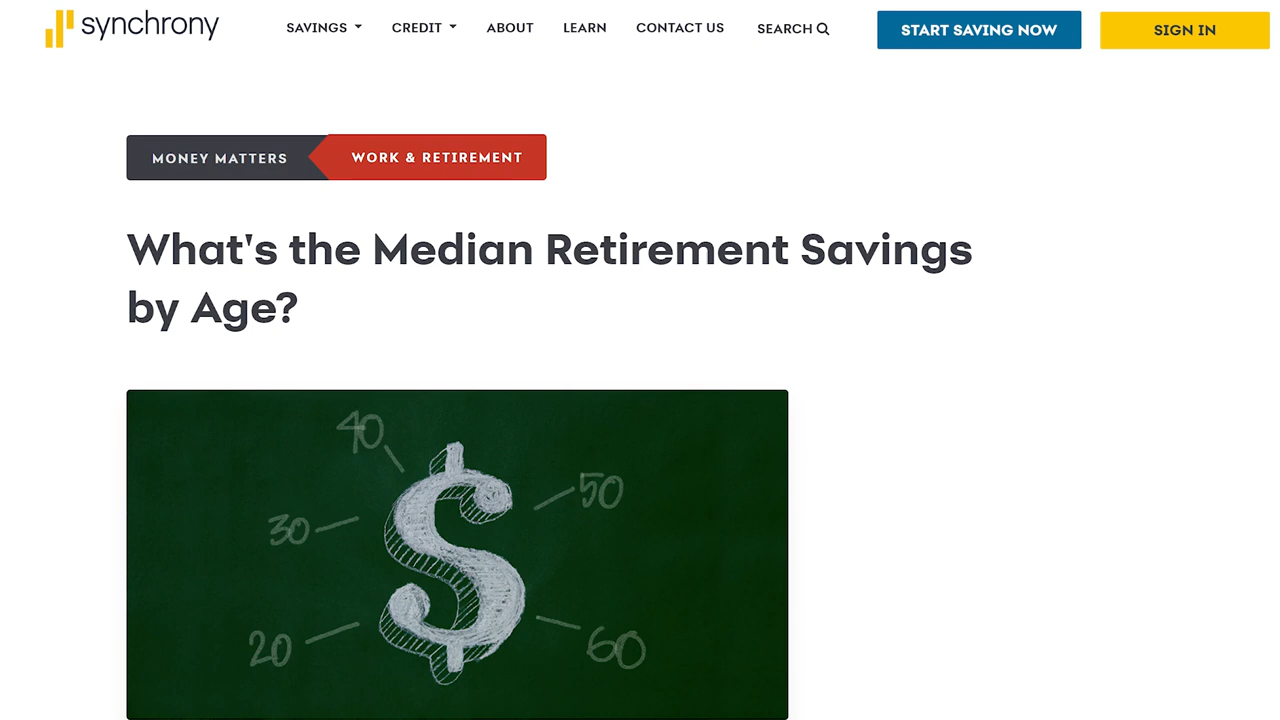 synchrony
SAVINGS
CREDIT
ABOUT
LEARN
CONTACT US
SEARCH
START SAVING NOW
SIGN IN
MONEY MATTERS
WORK & RETIREMENT
What's the Median Retirement Savings
by Age?
40
50
30
$
20
60